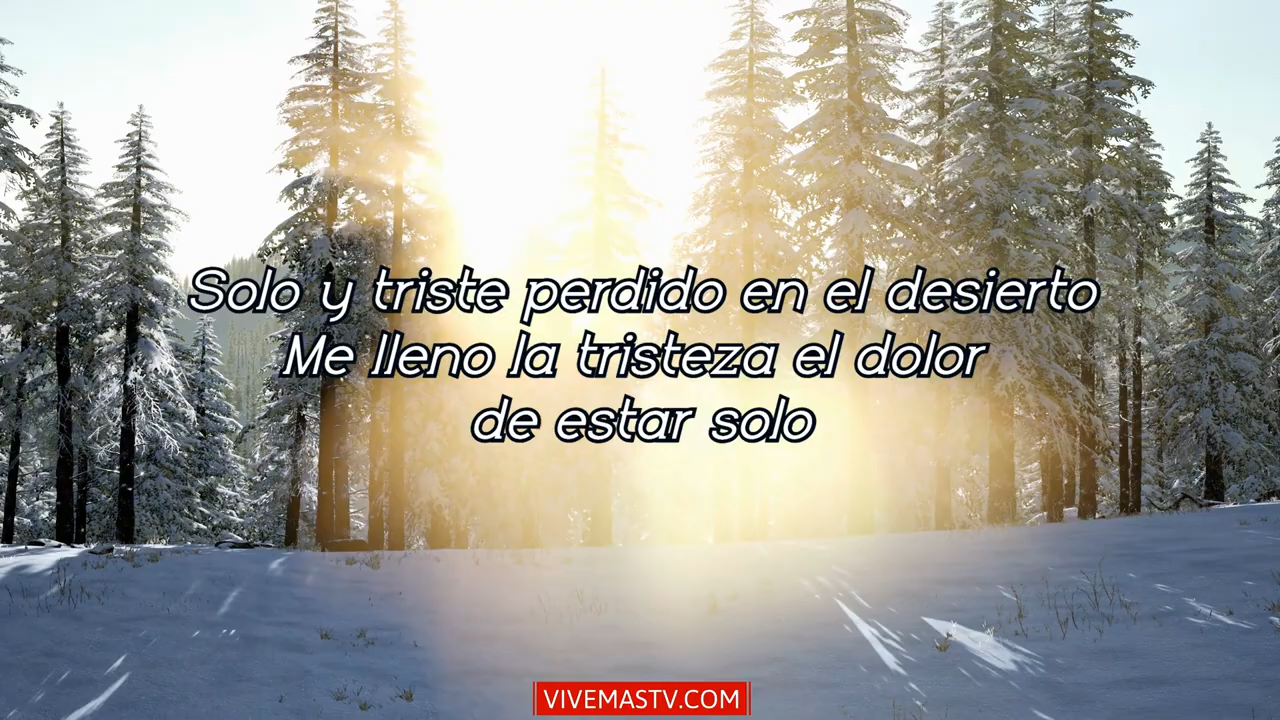 Solo y triste perdido en el desierto
Me lleno la tristeza el dolor
de estar solo
VIVEMASTV.COM